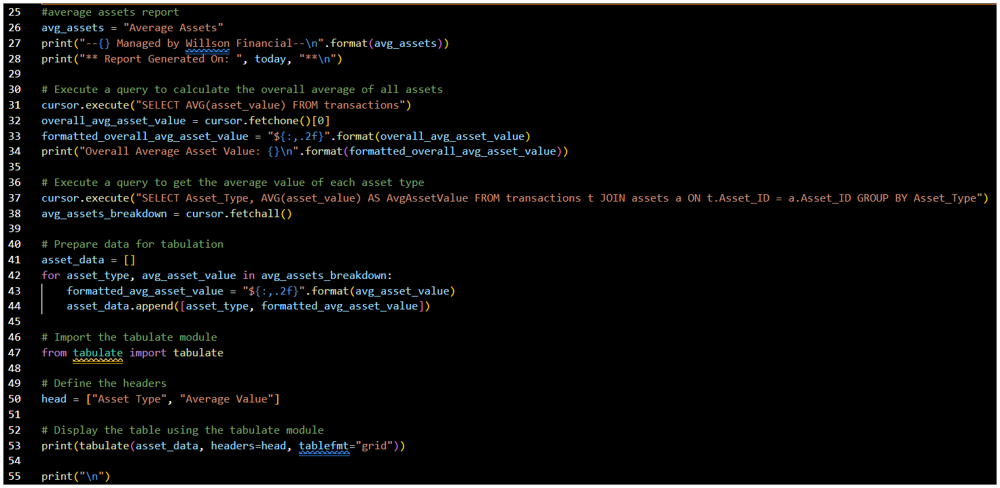 25 #average assets report
26 avg_assets = "Average Assets"
27 print("--{} Managed by Willson Financial--\n".format(avg_assets))
28 print("** Report Generated On: ", today, "**\n")
29
30 # Execute a query to calculate the overall average of all assets
31 cursor.execute("SELECT AVG(asset_value) FROM transactions")
32 overall_avg_asset_value = cursor.fetchone()[0]
33 formatted_overall_avg_asset_value = "${:,.2f}".format(overall_avg_asset_value)
34 print("Overall Average Asset Value: {}\n".format(formatted_overall_avg_asset_value))
35
36 # Execute a query to get the average value of each asset type
37 cursor.execute("SELECT Asset_Type, AVG(asset_value) AS AvgAssetValue FROM transactions t JOIN assets a ON t.Asset_ID = a.Asset_ID GROUP BY Asset_Type")
38 avg_assets_breakdown = cursor.fetchall()
39
40 # Prepare data for tabulation
41 asset_data = []
42 for asset_type, avg_asset_value in avg_assets_breakdown:
43     formatted_avg_asset_value = "${:,.2f}".format(avg_asset_value)
44     asset_data.append([asset_type, formatted_avg_asset_value])
45
46 # Import the tabulate module
47 from tabulate import tabulate
48
49 # Define the headers
50 head = ["Asset Type", "Average Value"]
51
52 # Display the table using the tabulate module
53 print(tabulate(asset_data, headers=head, tablefmt="grid"))
54
55 print("\n")